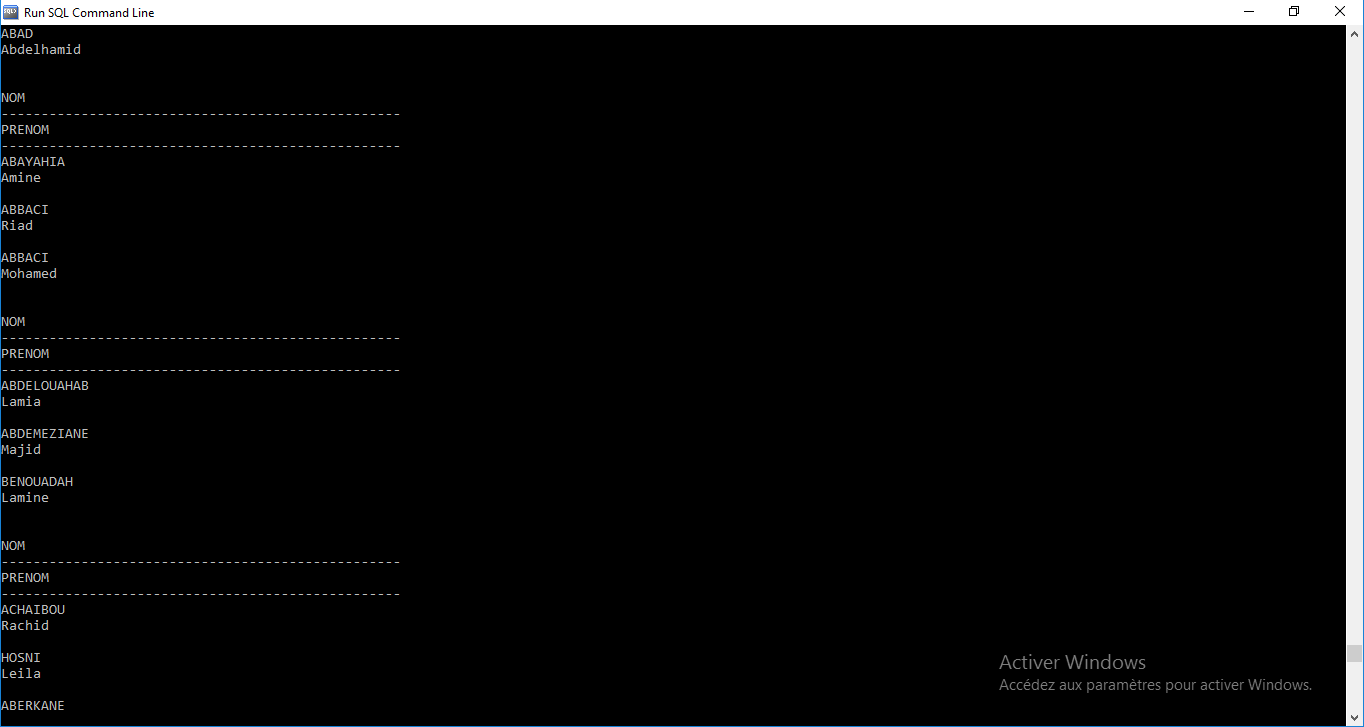 Run SQL Command Line
ABAD
Abdelhamid
NOM
--------------------------------------------------
PRENOM
--------------------------------------------------
ABAYAHIA
Amine
ABBACI
Riad
ABBACI
Mohamed
NOM
--------------------------------------------------
PRENOM
--------------------------------------------------
ABDELOUAHAB
Lamia
ABDEMEZIANE
Majid
BENOUADAH
Lamine
NOM
--------------------------------------------------
PRENOM
--------------------------------------------------
ACHAIBOU
Rachid
HOSNI
Leila
ABERKANE
Activer Windows
Accédez aux paramètres pour activer Windows.